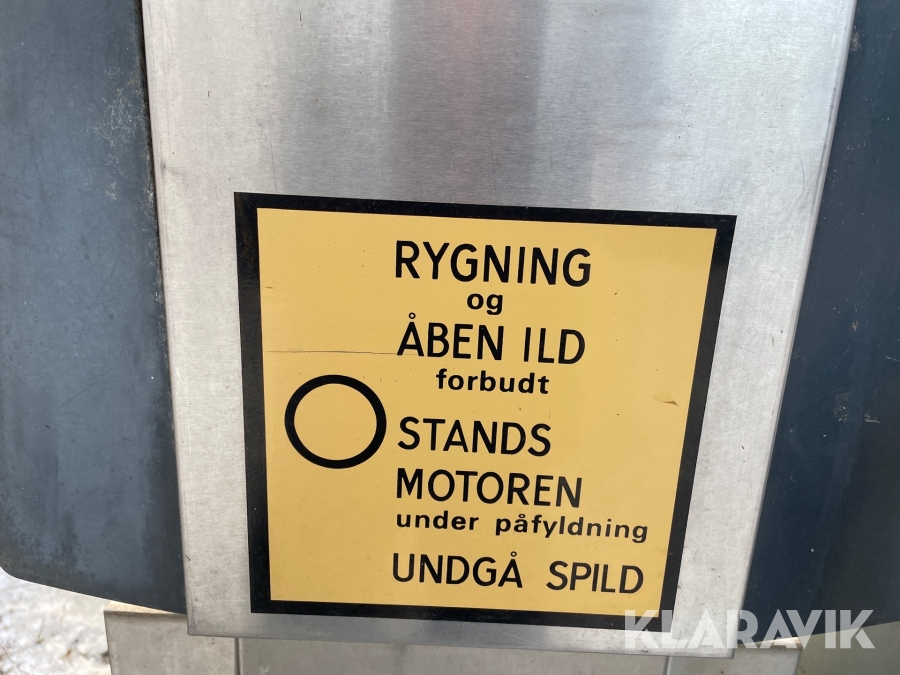 RYGNING
og
ÅBEN ILD
forbudt
STANDS
MOTOREN
under påfyldning
UNDGÅ SPILD
KLARAVIK